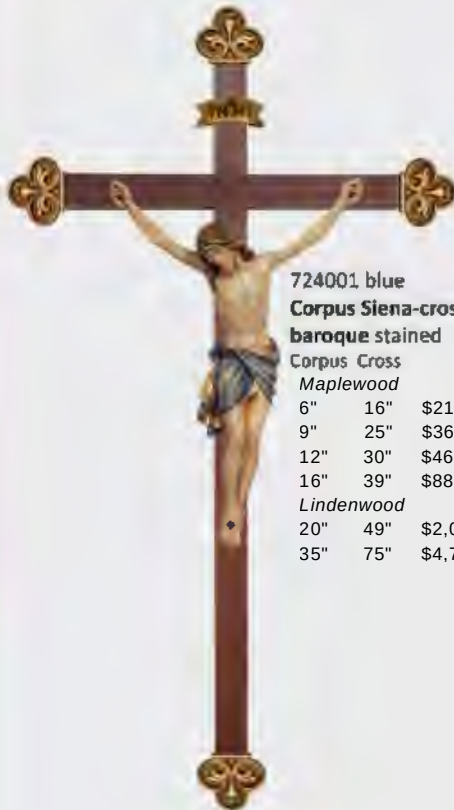 724001 blue
Corpus Siena-cros
baroque stained
Corpus Cross
Maplewood
6" 16" $21
9" 25" $36
12" 30" $46
16" 39" $88
Lindenwood
20" 49" $2,0
35" 75" $4,7